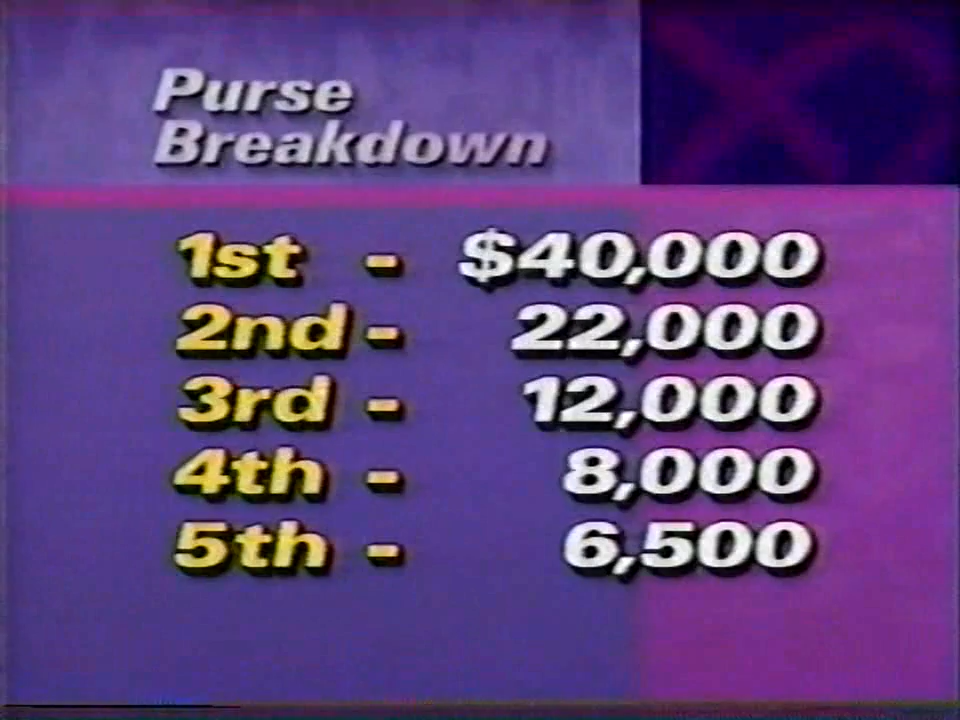 Purse
Breakdown
1st - $40,000
2nd - 22,000
3rd - 12,000
4th - 8,000
5th - 6,500